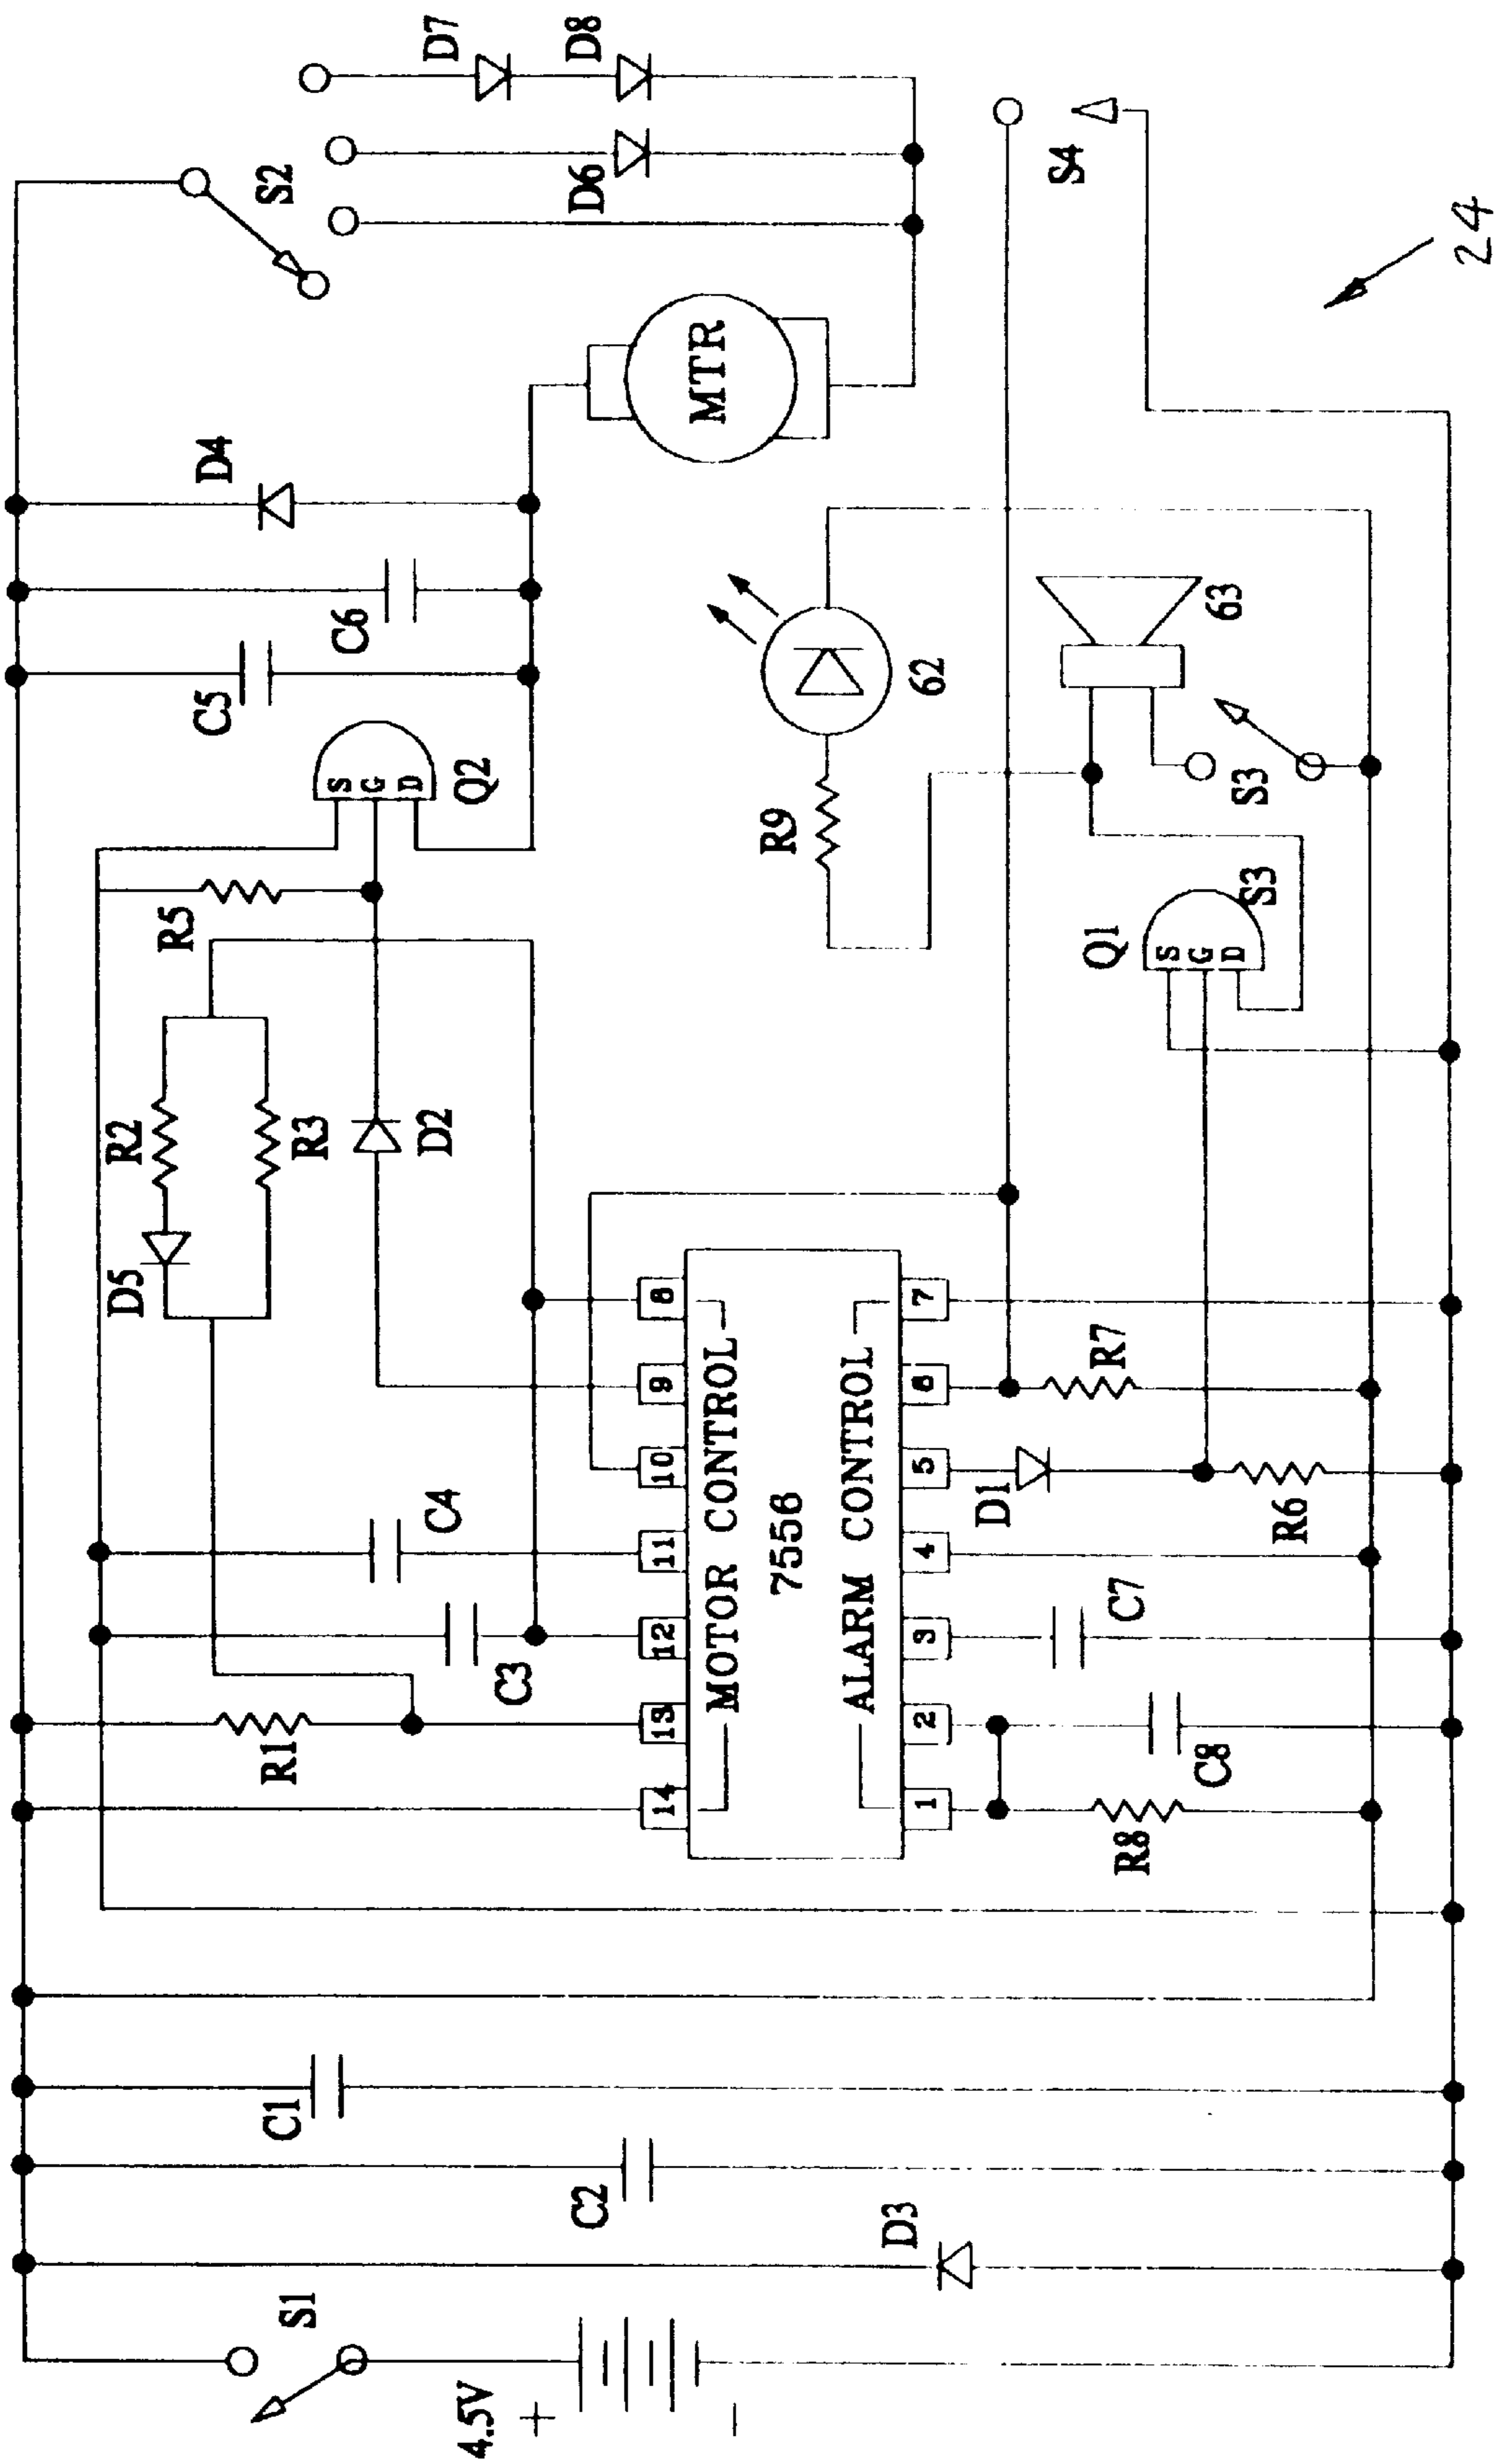 D5
R2
R5
C5
D4
S1
C1
R1
S2
R3
C6
C4
D2
D7
4.5V
S
G
D
Q2
C3
+
C2
D6
D8
14
13
12
11
10
9
8
MOTOR CONTROL
MTR
−
R9
7556
ALARM CONTROL
D3
1
2
3
4
5
6
7
62
D1
S4
R8
C7
R7
Q1
S
G
D
C8
63
S3
S3
R6
24